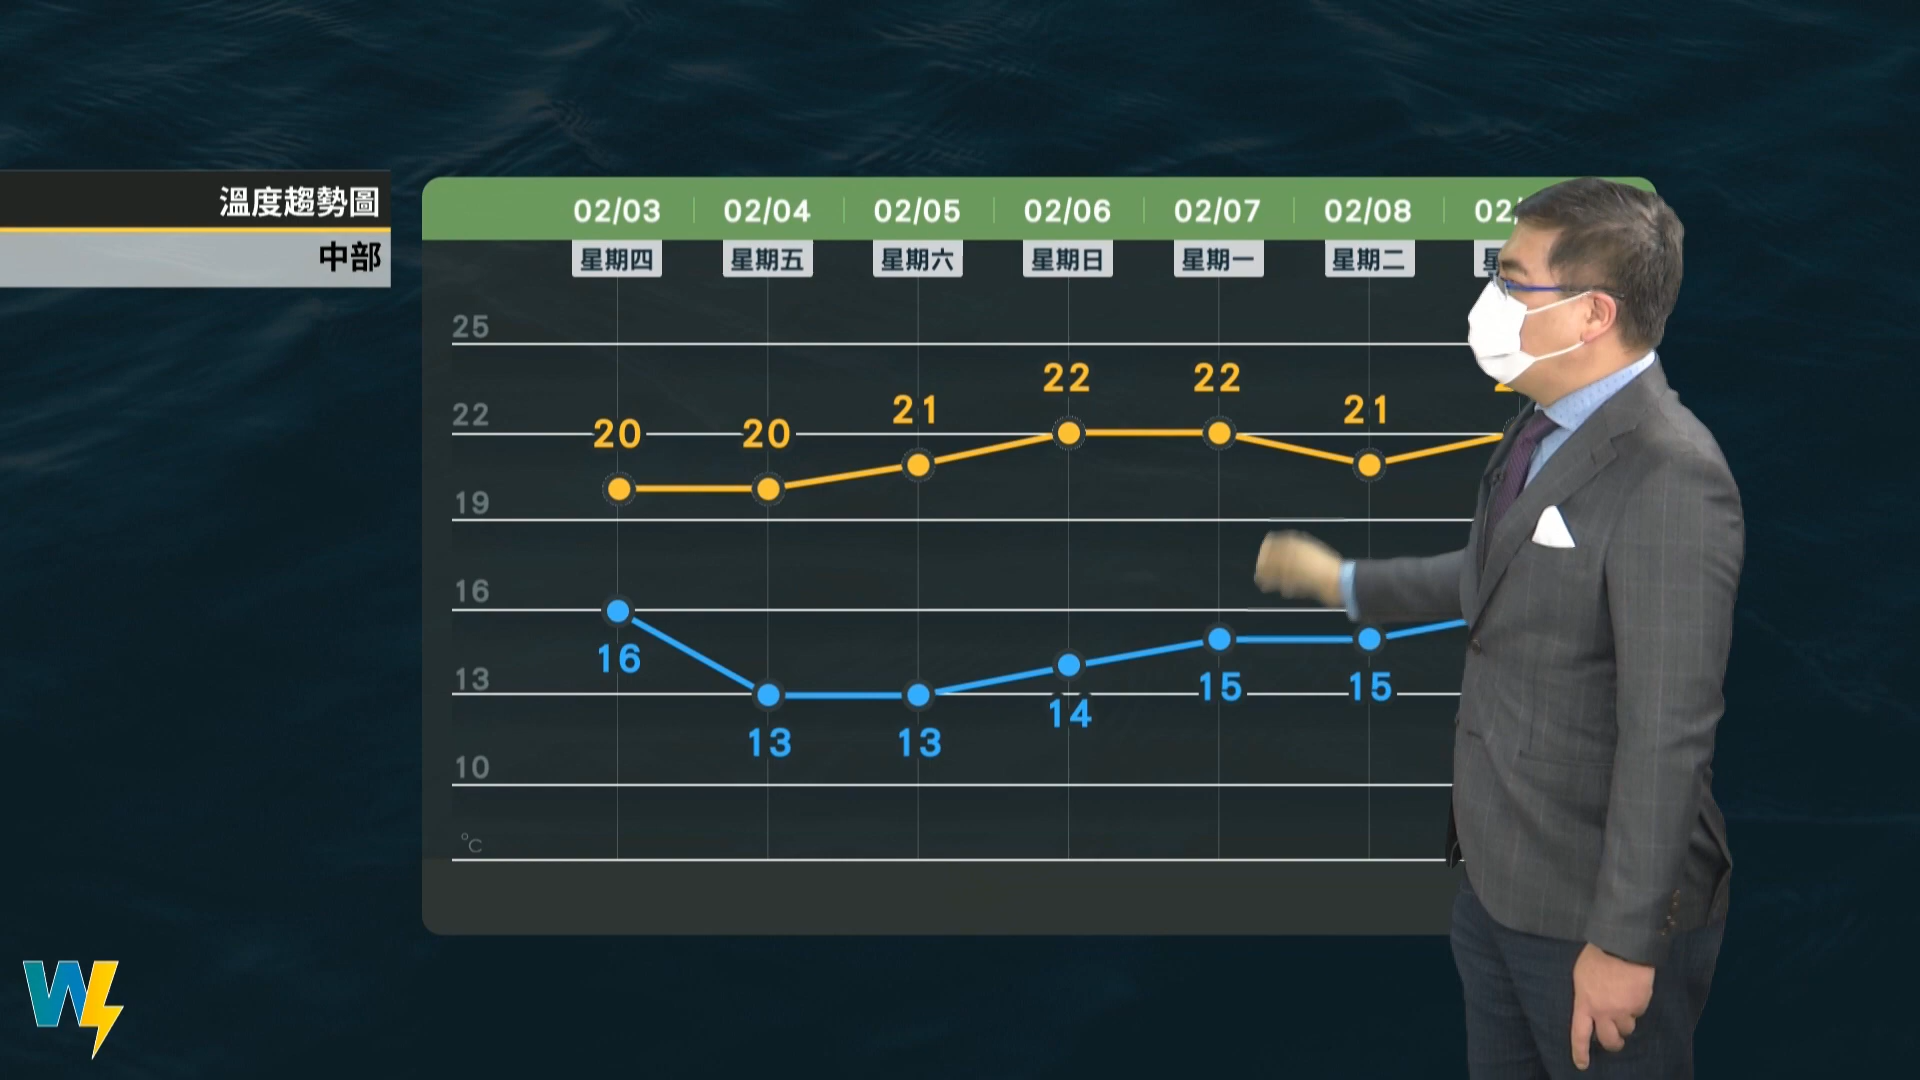 溫度趨勢圖
中部
02/03 02/04 02/05 02/06 02/07 02/08 02/
星期四 星期五 星期六 星期日 星期一 星期二
25
22
19
16
13
10
°C
20 20 21 22 22 21
16 13 13 14 15 15
W